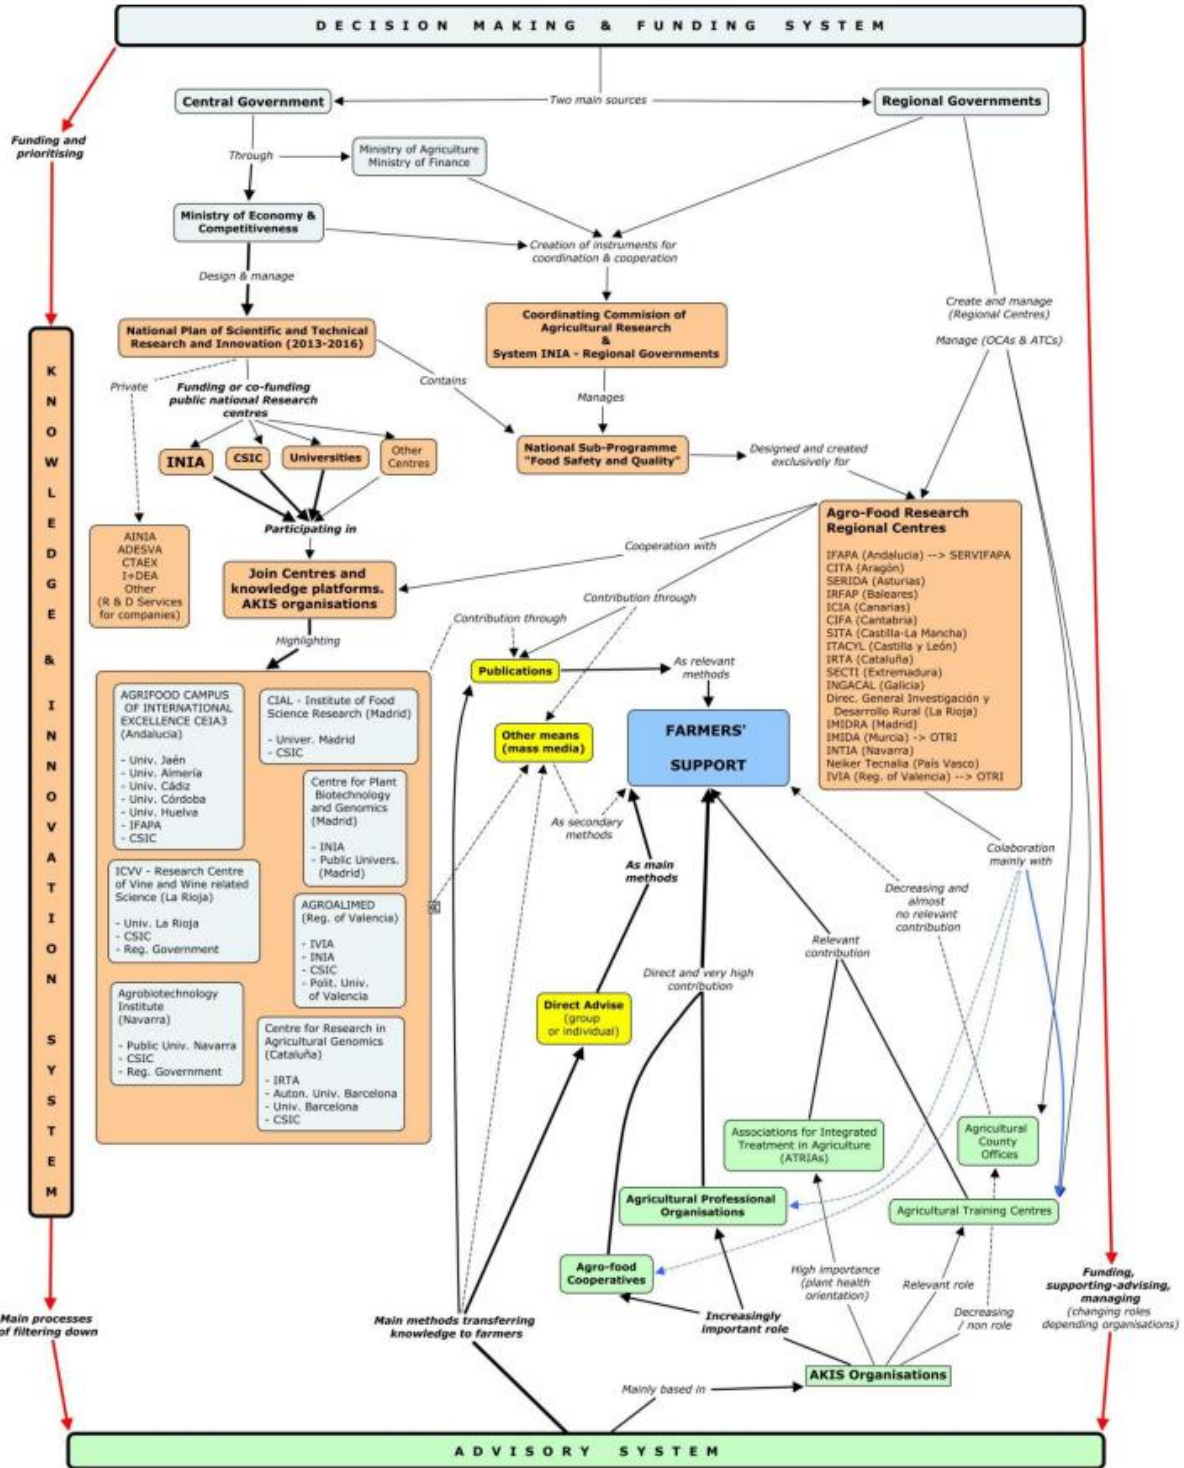 DECISION MAKING & FUNDING SYSTEM
Central Government
Two main sources
Regional Governments
Funding and
prioritising
Through
Ministry of Agriculture
Ministry of Finance
Ministry of Economy &
Competitiveness
Creation of instruments for
coordination & cooperation
Design & manage
Create and manage
(Regional Centres)
Manage (OCAs & ATCs)
National Plan of Scientific and Technical
Research and Innovation (2013-2016)
Coordinating Commision of
Agricultural Research
&
System INIA - Regional Governments
KNOWLEDGE & INNOVATION SYSTEM
Private
Funding or co-funding
public national Research
centres
Contains
Manages
INIA
CSIC
Universities
Other
Centres
National Sub-Programme
"Food Safety and Quality"
Designed and created
exclusively for
AINIA
ADESVA
CTAEX
I+DEA
Other
(R & D Services
for companies)
Participating in
Join Centres and
knowledge platforms.
AKIS organisations
Cooperation with
Contribution through
Agro-Food Research
Regional Centres
IFAPA (Andalucia) --> SERVIFAPA
CITA (Aragón)
SERIDA (Asturias)
IRFAP (Baleares)
ICIA (Canarias)
CIFA (Cantabria)
SITA (Castilla-La Mancha)
ITACYL (Castilla y León)
IRTA (Cataluña)
SECTI (Extremadura)
INGACAL (Galicia)
Direc. General Investigación y
Desarrollo Rural (La Rioja)
IMIDRA (Madrid)
IMIDA (Murcia) -> OTRI
INTIA (Navarra)
Neiker Tecnalia (País Vasco)
IVIA (Reg. of Valencia) --> OTRI
Highlighting
Contribution through
Publications
As relevant
methods
Other means
(mass media)
FARMERS'
SUPPORT
As secondary
methods
AGRIFOOD CAMPUS
OF INTERNATIONAL
EXCELLENCE CEIA3
(Andalucia)
- Univ. Jaén
- Univ. Almería
- Univ. Cádiz
- Univ. Córdoba
- Univ. Huelva
- IFAPA
- CSIC
CIAL - Institute of Food
Science Research (Madrid)
- Univer. Madrid
- CSIC
Centre for Plant
Biotechnology
and Genomics
(Madrid)
- INIA
- Public Univers.
(Madrid)
ICVV - Research Centre
of Vine and Wine related
Science (La Rioja)
- Univ. La Rioja
- CSIC
- Reg. Government
AGROALIMED
(Reg. of Valencia)
- IVIA
- INIA
- CSIC
- Polit. Univ.
of Valencia
Agrobiotechnology
Institute
(Navarra)
- Public Univ. Navarra
- CSIC
- Reg. Government
Centre for Research in
Agricultural Genomics
(Cataluña)
- IRTA
- Auton. Univ. Barcelona
- Univ. Barcelona
- CSIC
As main
methods
Colaboration
mainly with
Decreasing and
almost
no relevant
contribution
Relevant
contribution
Direct and very high
contribution
Direct Advise
(group
or individual)
Associations for Integrated
Treatment in Agriculture
(ATRIAs)
Agricultural
County
Offices
Agricultural Professional
Organisations
Agricultural Training Centres
Agro-food
Cooperatives
High importance
(plant health
orientation)
Relevant role
Decreasing
/ non role
Increasingly
important role
Main methods transferring
knowledge to farmers
Main processes
of filtering down
Funding,
supporting-advising,
managing
(changing roles
depending organisations)
AKIS Organisations
Mainly based in
ADVISORY SYSTEM